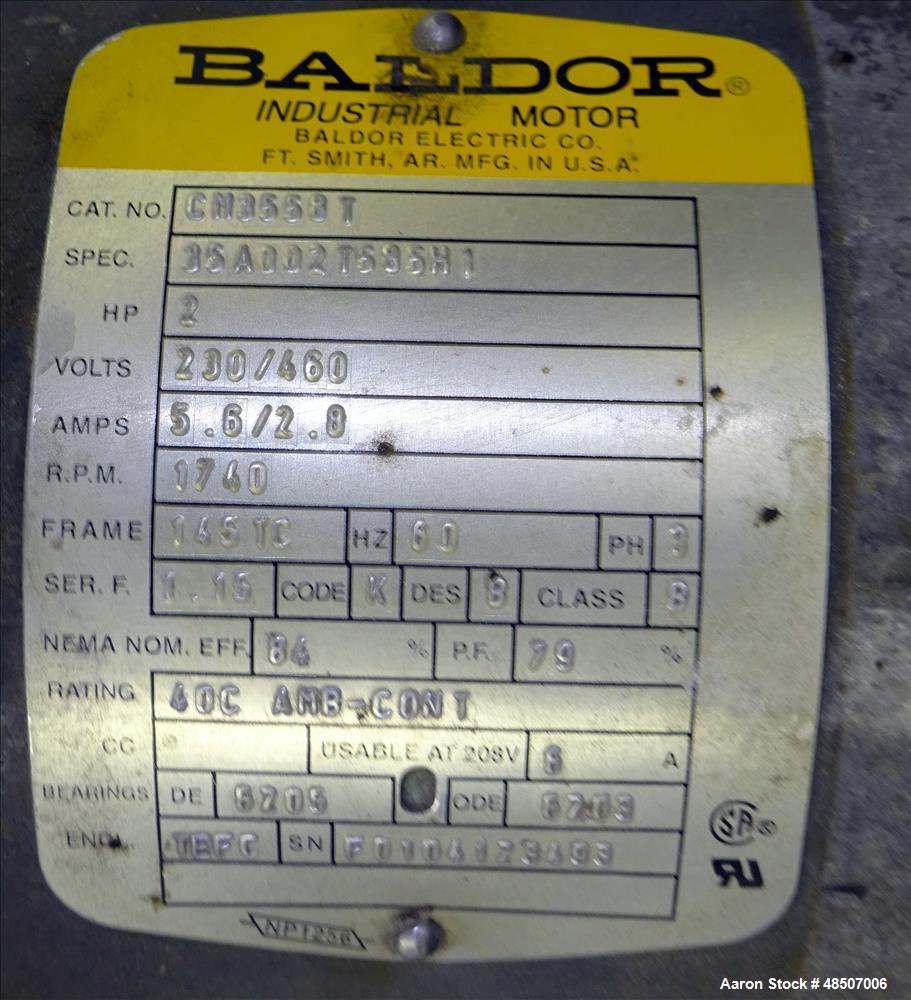 BALDOR®
INDUSTRIAL MOTOR
BALDOR ELECTRIC CO.
FT. SMITH, AR. MFG. IN U.S.A.
CAT. NO. CM3553T
SPEC. 35A002T535H1
HP 2
VOLTS 230/460
AMPS 5.6/2.8
R.P.M. 1740
FRAME 145TC HZ 60 PH 3
SER. F. 1.15 CODE K DES B CLASS B
NEMA NOM. EFF. 84 % P.F. 79 %
RATING 40C AMB-CONT
CC USABLE AT 208V 6 A
BEARINGS DE 6205 ODE 6203
ENCL. TEFC SN
NP1256
Aaron Stock # 48507006